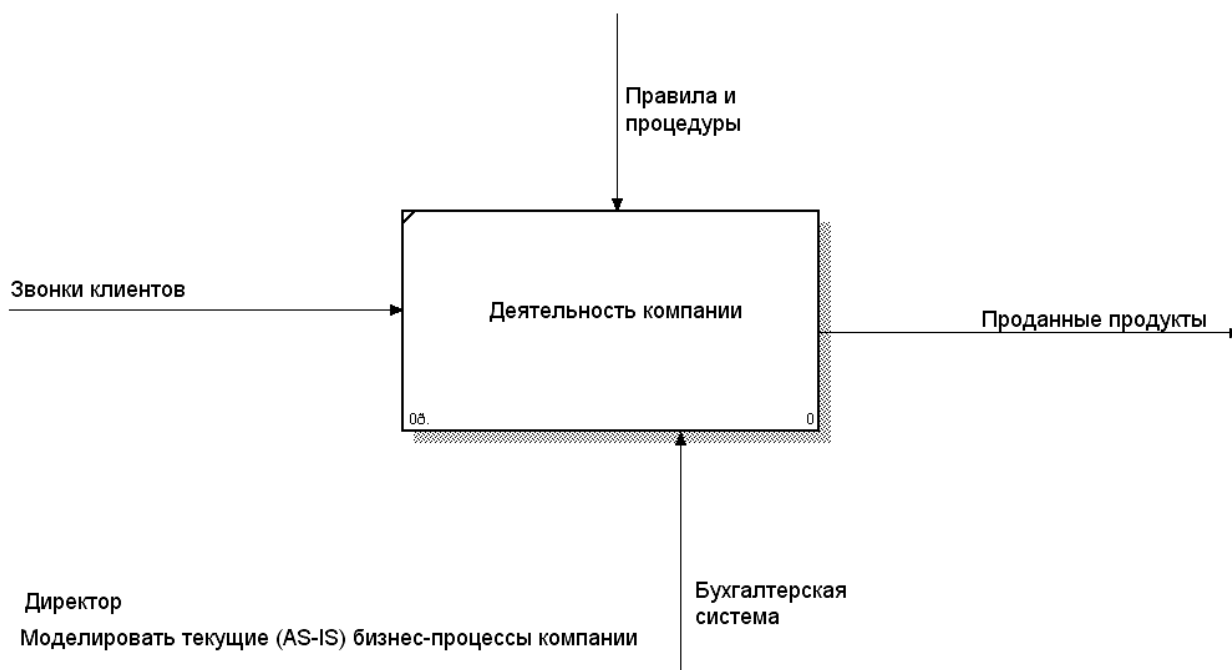 Правила и
процедуры
Звонки клиентов
Деятельность компании
Проданные продукты
0ð.
0
Бухгалтерская
система
Директор
Моделировать текущие (AS-IS) бизнес-процессы компании